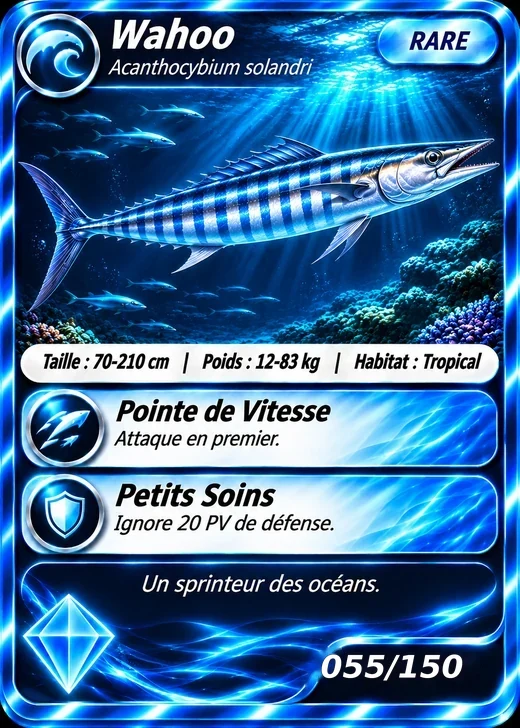 Wahoo
RARE
Acanthocybium solandri
Taille : 70-210 cm | Poids : 12-83 kg | Habitat : Tropical
Pointe de Vitesse
Attaque en premier.
Petits Soins
Ignore 20 PV de défense.
Un sprinteur des océans.
055/150